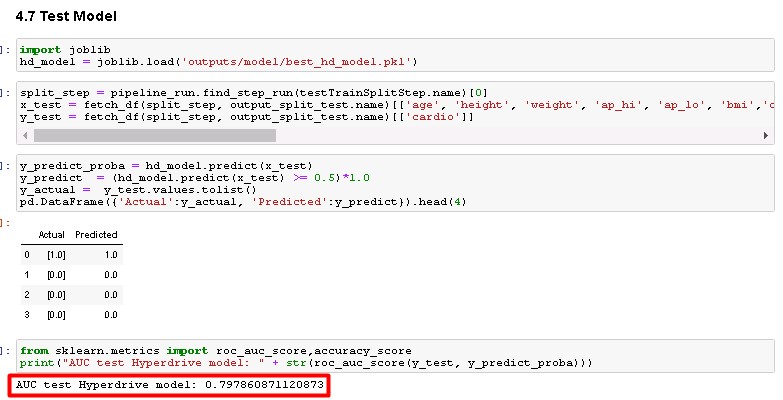 4.7 Test Model
]: import joblib
hd_model = joblib.load('outputs/model/best_hd_model.pkl')
]: split_step = pipeline_run.find_step_run(testTrainSplitStep.name)[0]
x_test = fetch_df(split_step, output_split_test.name)[['age', 'height', 'weight', 'ap_hi', 'ap_lo', 'bmi','c
y_test = fetch_df(split_step, output_split_test.name)[['cardio']]
]: y_predict_proba = hd_model.predict(x_test)
y_predict  = (hd_model.predict(x_test) >= 0.5)*1.0
y_actual =  y_test.values.tolist()
pd.DataFrame({'Actual':y_actual, 'Predicted':y_predict}).head(4)
]:
Actual Predicted
0 [1.0] 1.0
1 [0.0] 0.0
2 [0.0] 0.0
3 [0.0] 0.0
]: from sklearn.metrics import roc_auc_score,accuracy_score
print("AUC test Hyperdrive model: " + str(roc_auc_score(y_test, y_predict_proba)))
AUC test Hyperdrive model: 0.797860871120873